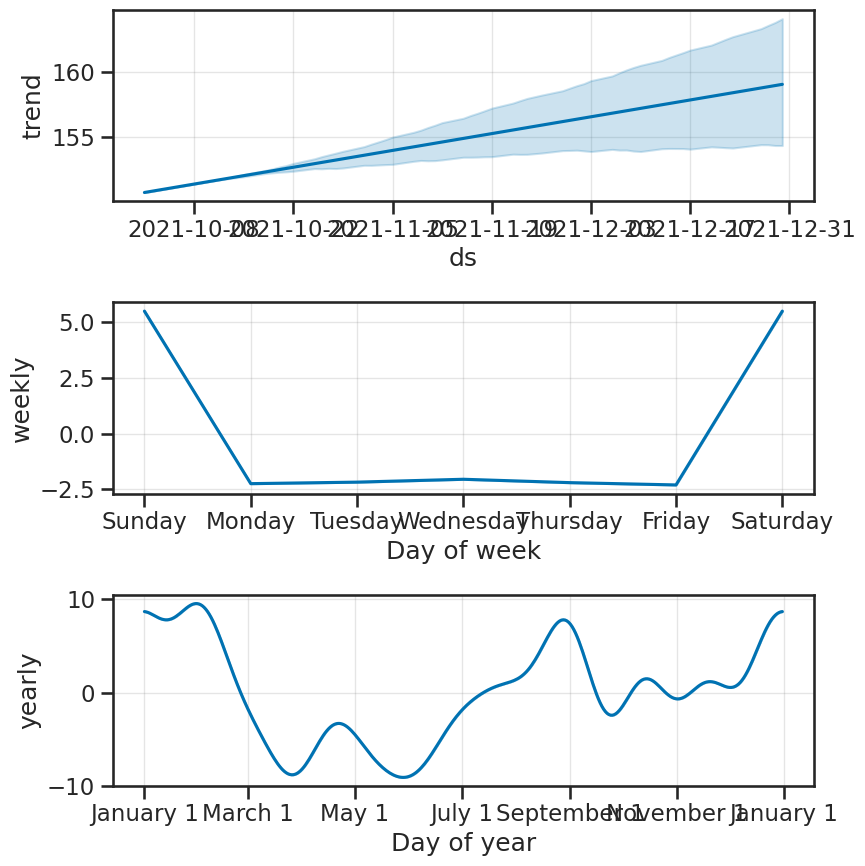 trend
160
155
2021-10-08 2021-10-22 2021-11-05 2021-11-19 2021-12-03 2021-12-17 2021-12-31
ds
weekly
5.0
2.5
0.0
−2.5
Sunday Monday Tuesday Wednesday Thursday Friday Saturday
Day of week
yearly
10
0
−10
January 1 March 1 May 1 July 1 September 1 November 1 January 1
Day of year